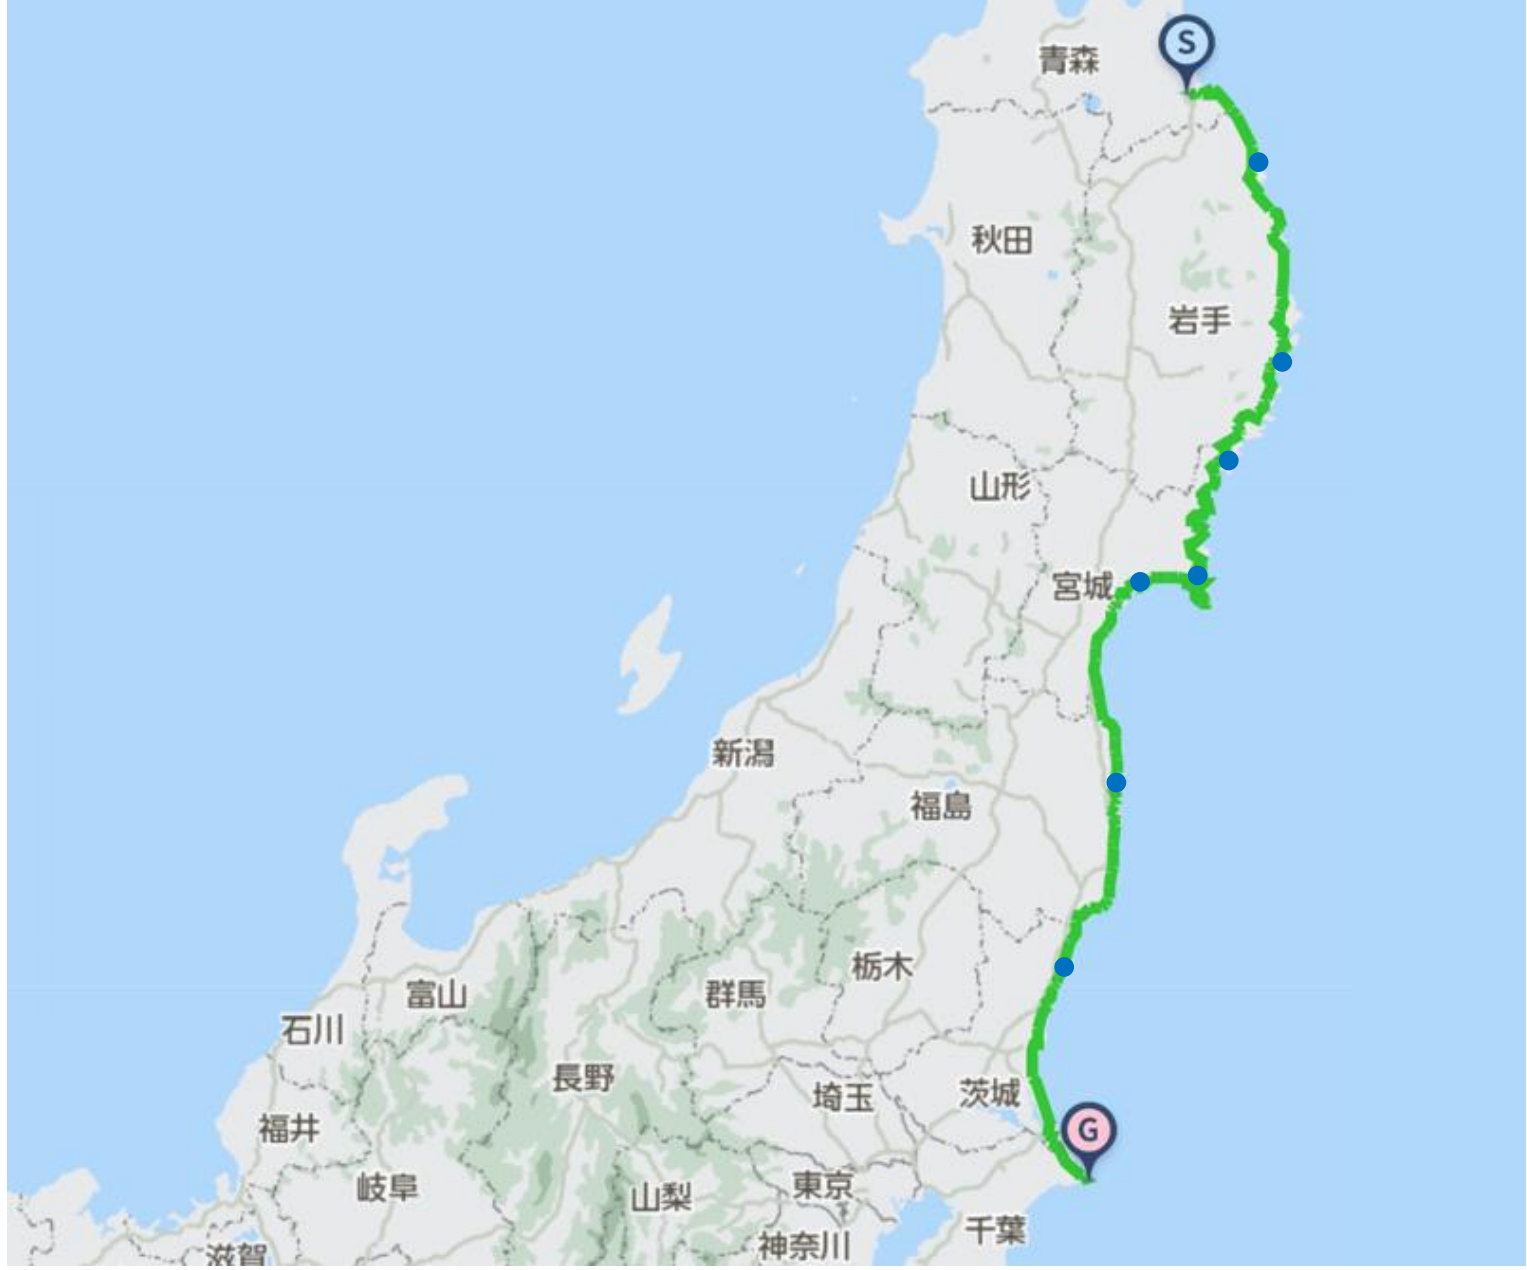 S
青森
秋田
岩手
山形
宮城
新潟
福島
栃木
富山
群馬
石川
長野
埼玉
茨城
福井
G
岐阜
山梨
東京
千葉
神奈川
滋賀